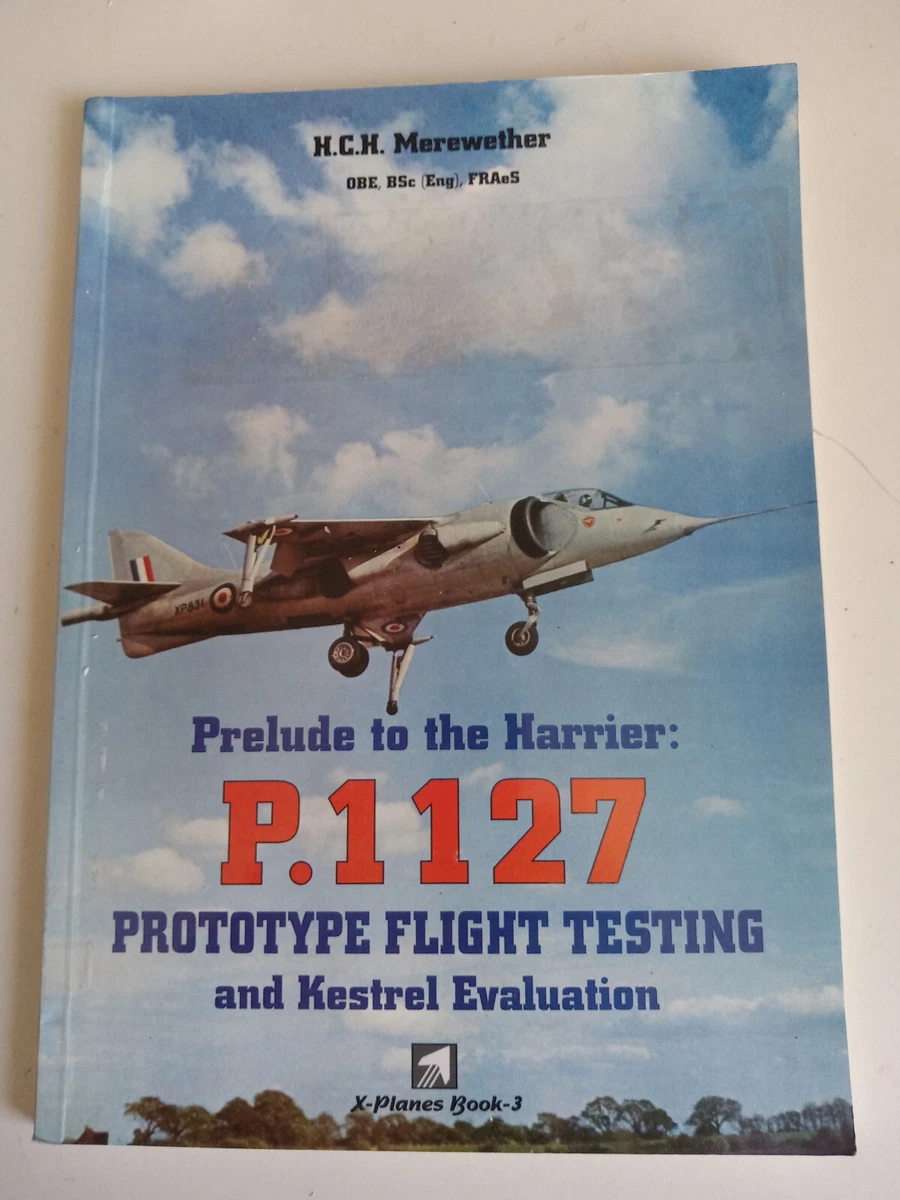 H.C.H. Merewether
OBE, BSc (Eng), FRAeS
XP831
Prelude to the Harrier:
P.1127
PROTOTYPE FLIGHT TESTING
and Kestrel Evaluation
X-Planes Book-3